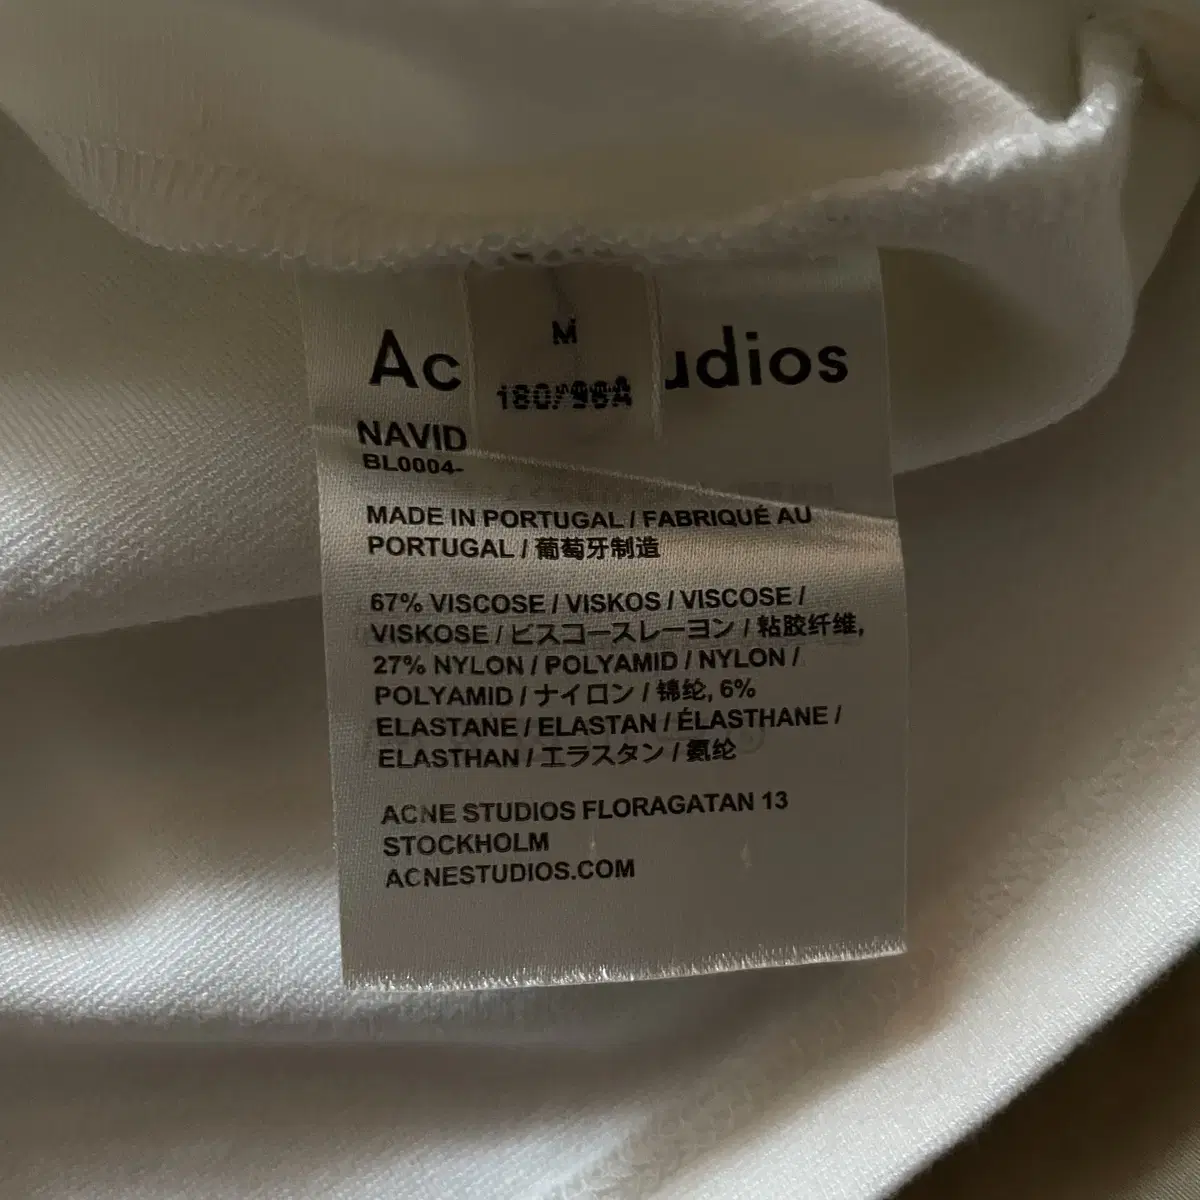 M
180/96A
Ac udios
NAVID
BL0004-
MADE IN PORTUGAL / FABRIQUÉ AU
PORTUGAL / 葡萄牙制造
67% VISCOSE / VISKOS / VISCOSE /
VISKOSE / ビスコースレーヨン / 粘胶纤维,
27% NYLON / POLYAMID / NYLON /
POLYAMID / ナイロン / 锦纶, 6%
ELASTANE / ELASTAN / ÉLASTHANE /
ELASTHAN / エラスタン / 氨纶
ACNE STUDIOS FLORAGATAN 13
STOCKHOLM
ACNESTUDIOS.COM